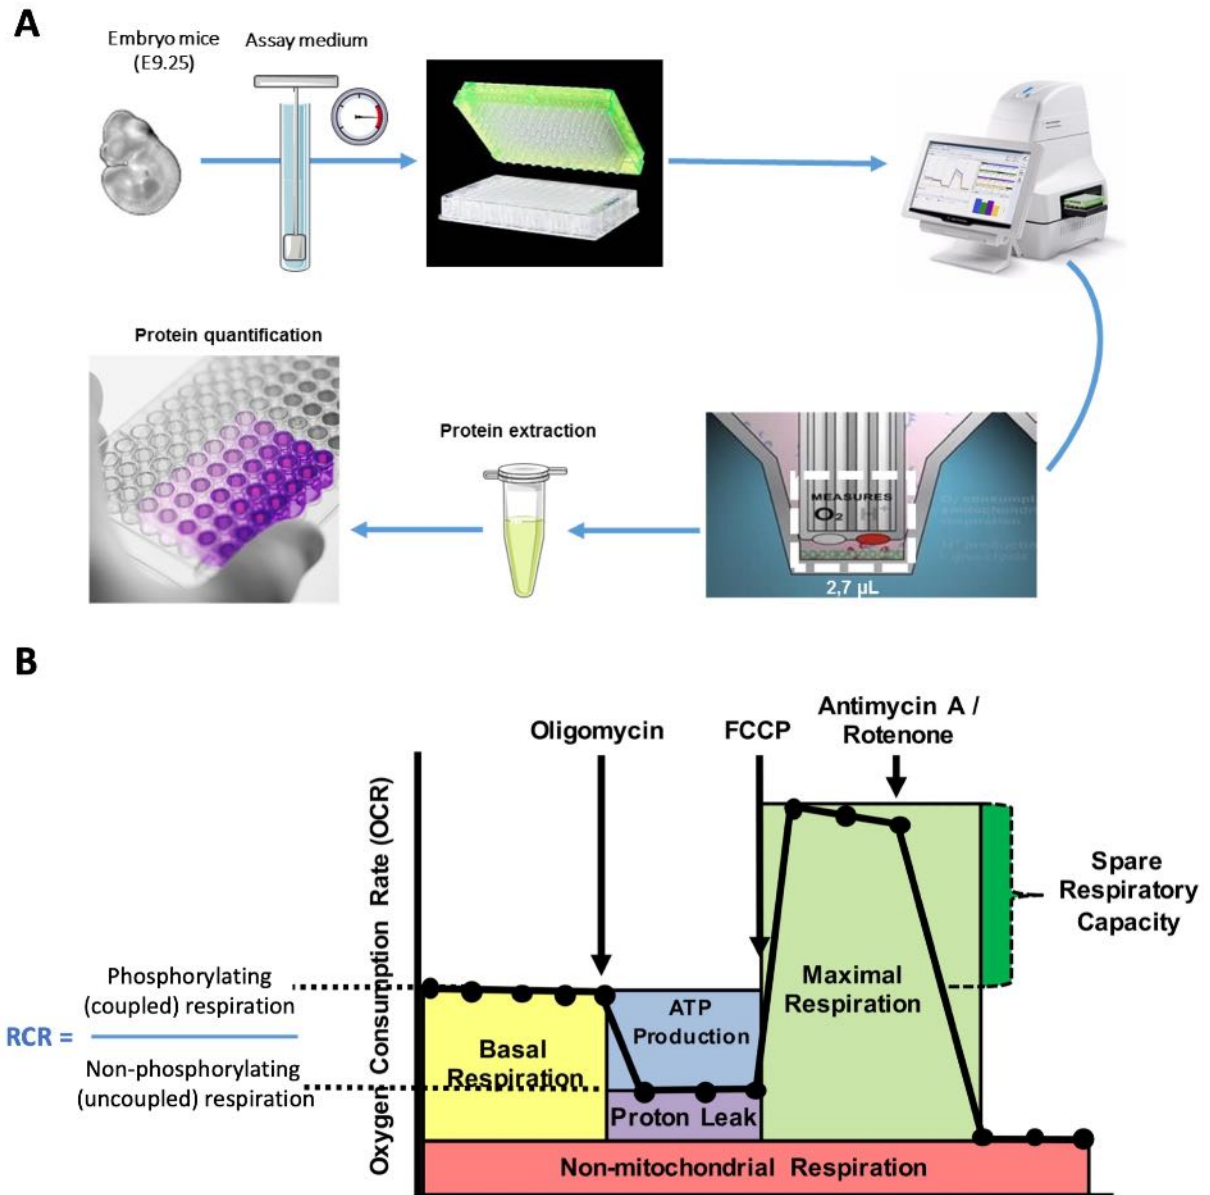 A
Embryo mice
(E9.25)
Assay medium
Protein quantification
Protein extraction
MEASURES
O2
2,7 µL
B
Oligomycin
FCCP
Antimycin A /
Rotenone
Oxygen Consumption Rate (OCR)
Spare
Respiratory
Capacity
Phosphorylating
(coupled) respiration
RCR =
Non-phosphorylating
(uncoupled) respiration
Basal
Respiration
ATP
Production
Proton Leak
Maximal
Respiration
Non-mitochondrial Respiration